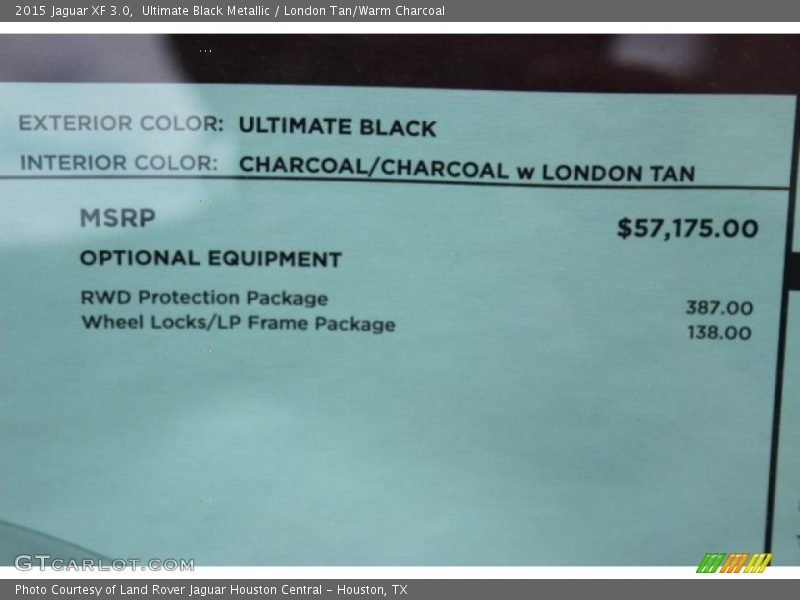 2015 Jaguar XF 3.0,  Ultimate Black Metallic / London Tan/Warm Charcoal
EXTERIOR COLOR: ULTIMATE BLACK
INTERIOR COLOR: CHARCOAL/CHARCOAL w LONDON TAN
MSRP $57,175.00
OPTIONAL EQUIPMENT
RWD Protection Package 387.00
Wheel Locks/LP Frame Package 138.00
GTCARLOT.COM
Photo Courtesy of Land Rover Jaguar Houston Central – Houston, TX